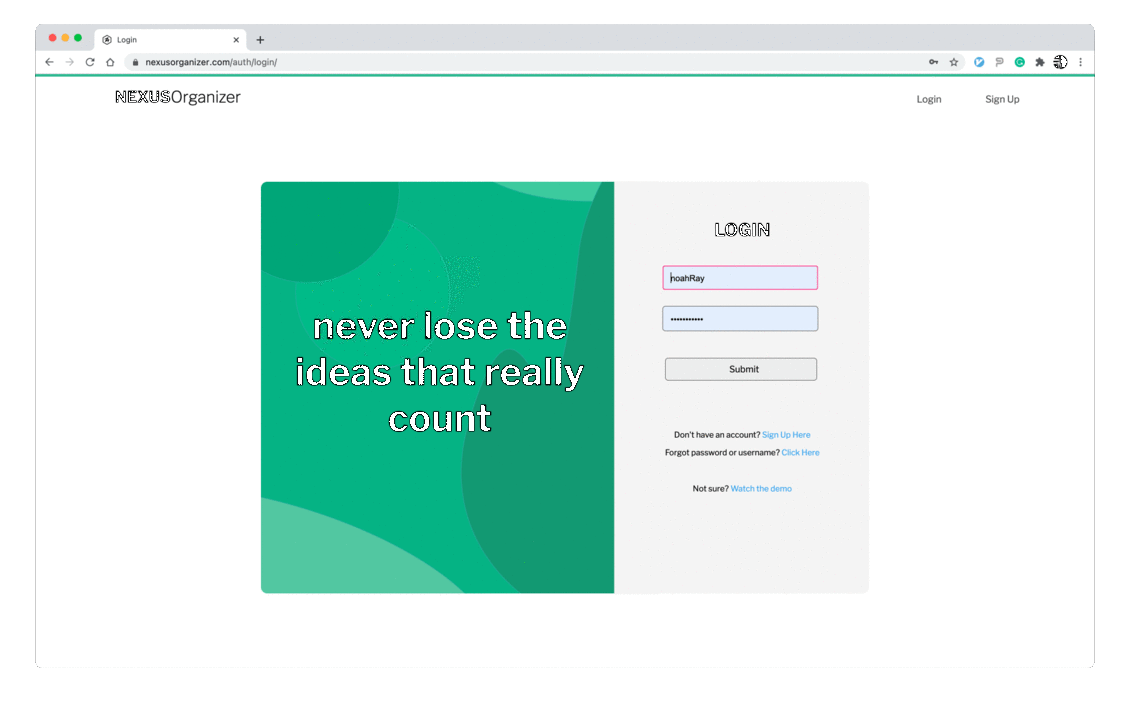 Login
nexusorganizer.com/auth/login/
NEXUSOrganizer
Login Sign Up
never lose the
ideas that really
count
LOGIN
noahRay
•••••••••••
Submit
Don't have an account? Sign Up Here
Forgot password or username? Click Here
Not sure? Watch the demo